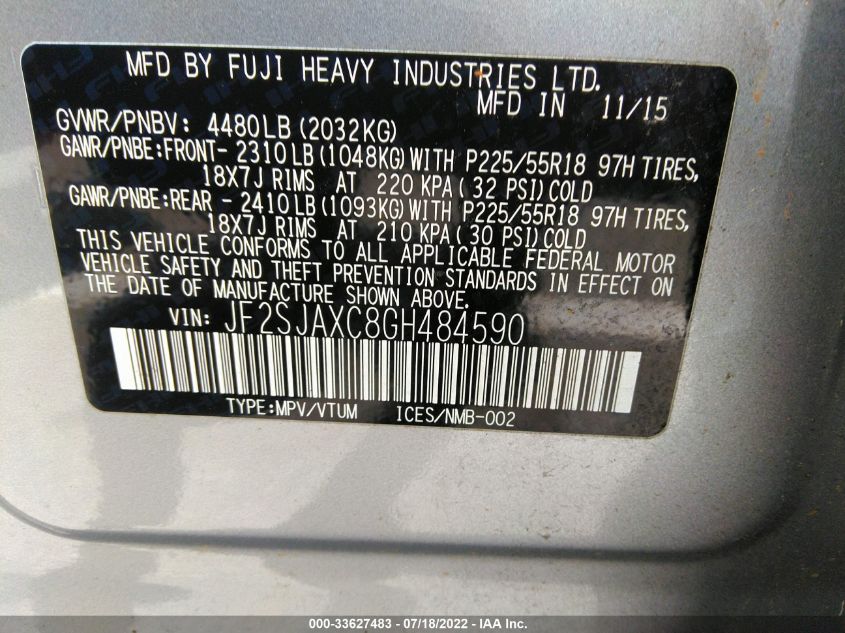 MFD BY FUJI HEAVY INDUSTRIES LTD.
MFD IN 11/15
GVWR/PNBV: 4480LB(2032KG)
GAWR/PNBE:FRONT-2310LB(1048KG)WITH P225/55R18 97H TIRES,
18X7J RIMS AT 220 KPA(32 PSI)COLD
GAWR/PNBE:REAR -2410LB(1093KG)WITH P225/55R18 97H TIRES,
18X7J RIMS AT 210 KPA(30 PSI)COLD
THIS VEHICLE CONFORMS TO ALL APPLICABLE FEDERAL MOTOR
VEHICLE SAFETY AND THEFT PREVENTION STANDARDS IN EFFECT ON
THE DATE OF MANUFACTURE SHOWN ABOVE.
VIN: JF2SJAXC8GH484590
TYPE:MPV/VTUM ICES/NMB-002
000-33627483 - 07/18/2022 - IAA Inc.